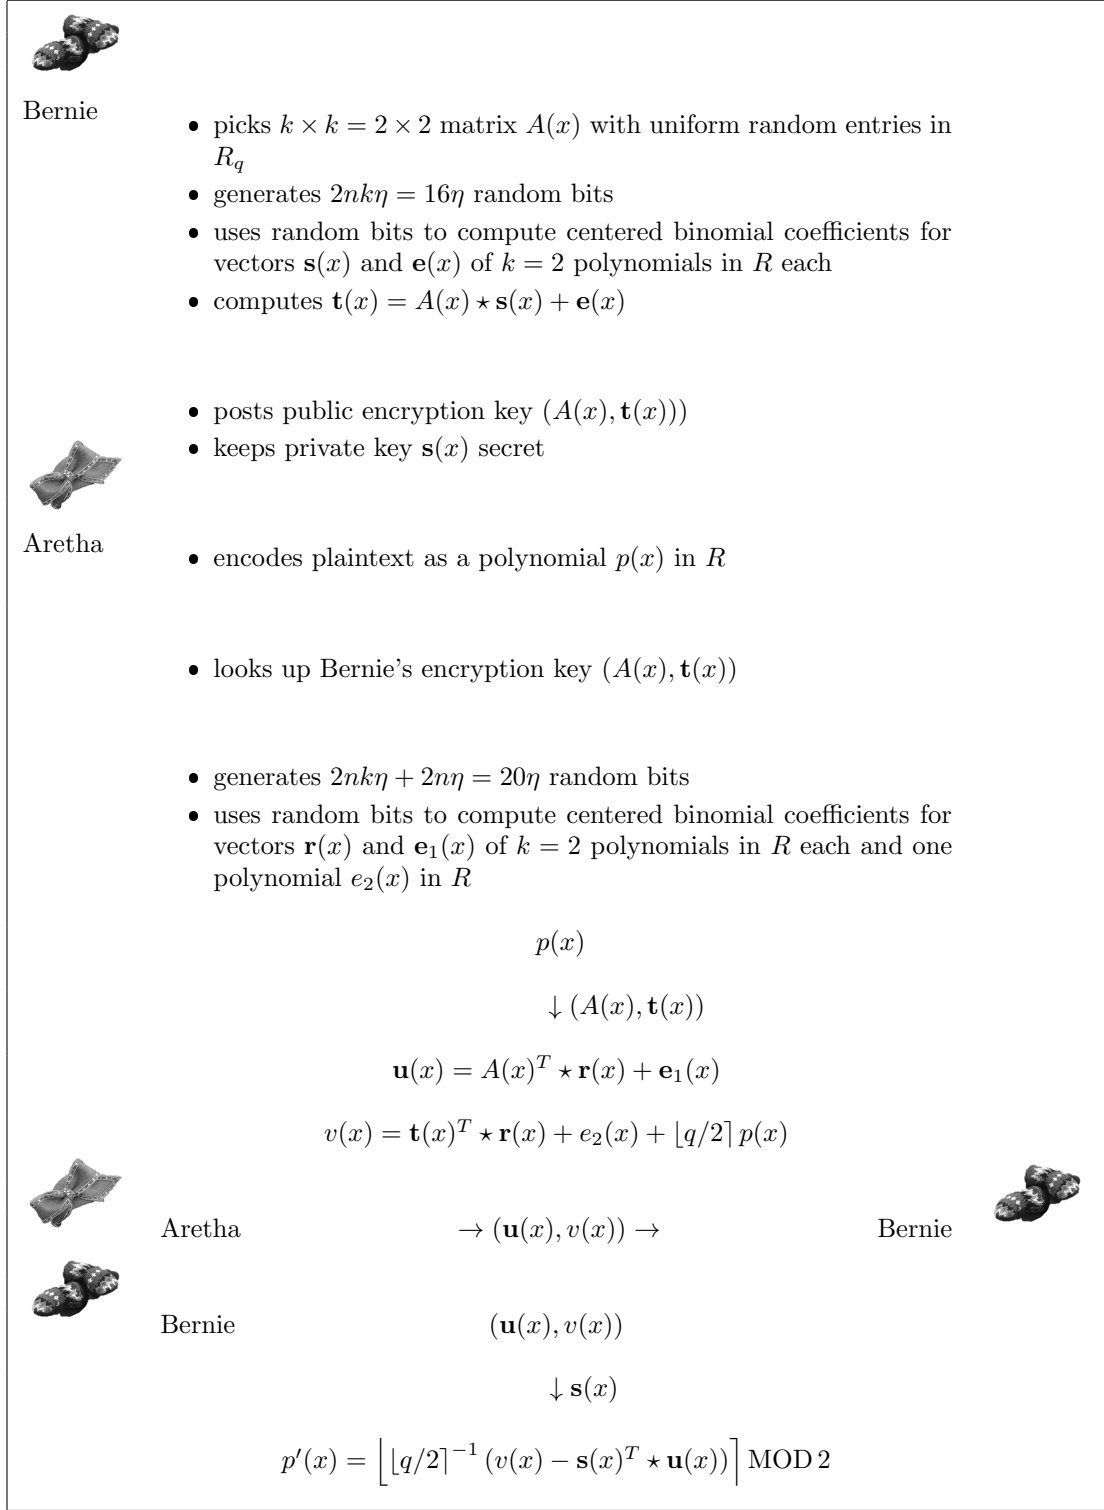 Bernie
• picks k × k = 2 × 2 matrix A(x) with uniform random entries in
R_q
• generates 2nkη = 16η random bits
• uses random bits to compute centered binomial coefficients for
vectors s(x) and e(x) of k = 2 polynomials in R each
• computes t(x) = A(x) ⋆ s(x) + e(x)
• posts public encryption key (A(x), t(x)))
• keeps private key s(x) secret
Aretha
• encodes plaintext as a polynomial p(x) in R
• looks up Bernie's encryption key (A(x), t(x))
• generates 2nkη + 2nη = 20η random bits
• uses random bits to compute centered binomial coefficients for
vectors r(x) and e₁(x) of k = 2 polynomials in R each and one
polynomial e₂(x) in R
p(x)
↓ (A(x), t(x))
u(x) = A(x)^T ⋆ r(x) + e₁(x)
v(x) = t(x)^T ⋆ r(x) + e₂(x) + ⌊q/2⌉ p(x)
Aretha → (u(x), v(x)) → Bernie
Bernie (u(x), v(x))
↓ s(x)
p′(x) = ⌊⌊q/2⌉⁻¹ (v(x) − s(x)^T ⋆ u(x))⌉ MOD 2